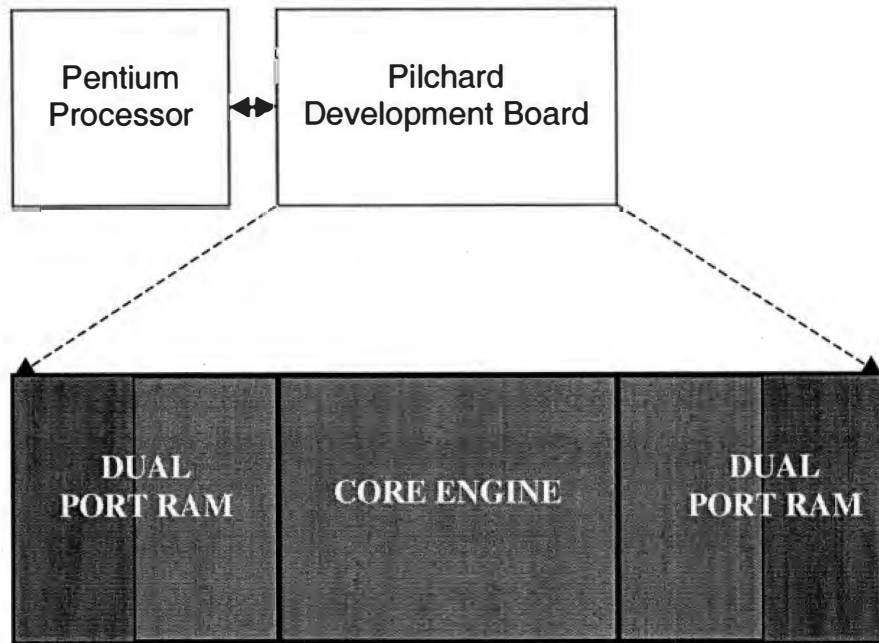 Pentium
Processor
Pilchard
Development Board
DUAL
PORT RAM
CORE ENGINE
DUAL
PORT RAM